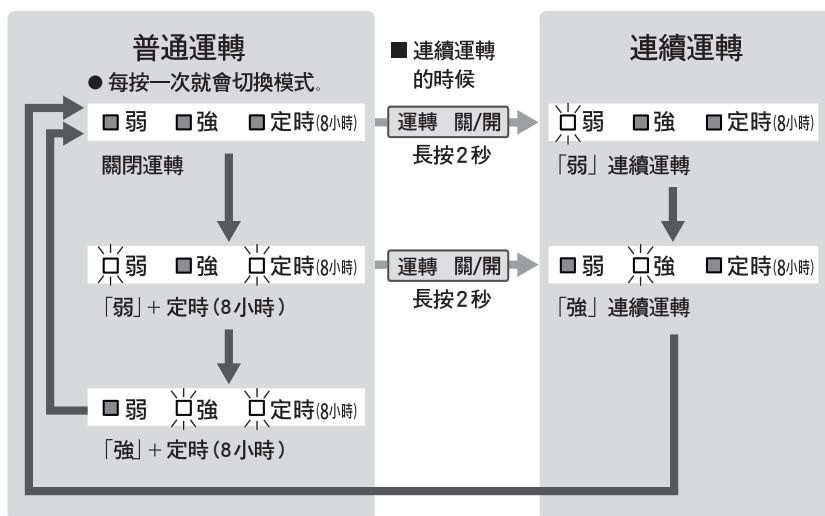 普通運轉
● 每按一次就會切換模式。
■ 弱 ■ 強 ■ 定時(8小時)
關閉運轉
□ 弱 ■ 強 □ 定時(8小時)
「弱」+ 定時(8小時)
■ 弱 □ 強 □ 定時(8小時)
「強」+ 定時(8小時)
■ 連續運轉
的時候
運轉 關/開
長按2秒
運轉 關/開
長按2秒
連續運轉
□ 弱 ■ 強 ■ 定時(8小時)
「弱」連續運轉
■ 弱 □ 強 ■ 定時(8小時)
「強」連續運轉